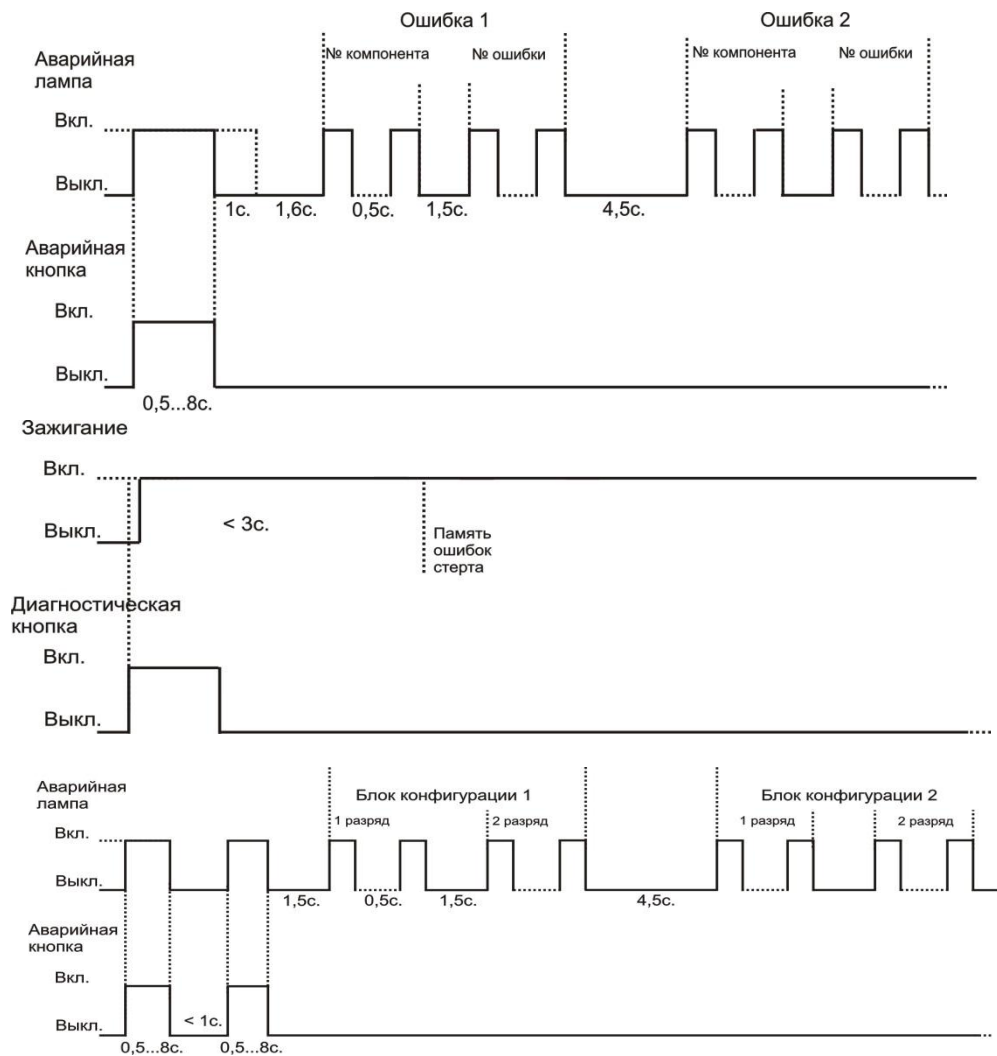 Ошибка 1
Ошибка 2
№ компонента
№ ошибки
№ компонента
№ ошибки
Аварийная
лампа
Вкл.
Выкл.
1с.
1,6с.
0,5с.
1,5с.
4,5с.
Аварийная
кнопка
Вкл.
Выкл.
0,5...8с.
Зажигание
Вкл.
Выкл.
< 3с.
Память
ошибок
стерта
Диагностическая
кнопка
Вкл.
Выкл.
Аварийная
лампа
Блок конфигурации 1
Блок конфигурации 2
Вкл.
1 разряд
2 разряд
1 разряд
2 разряд
Выкл.
1,5с.
0,5с.
1,5с.
4,5с.
Аварийная
кнопка
Вкл.
Выкл.
< 1с.
0,5...8с.
0,5...8с.